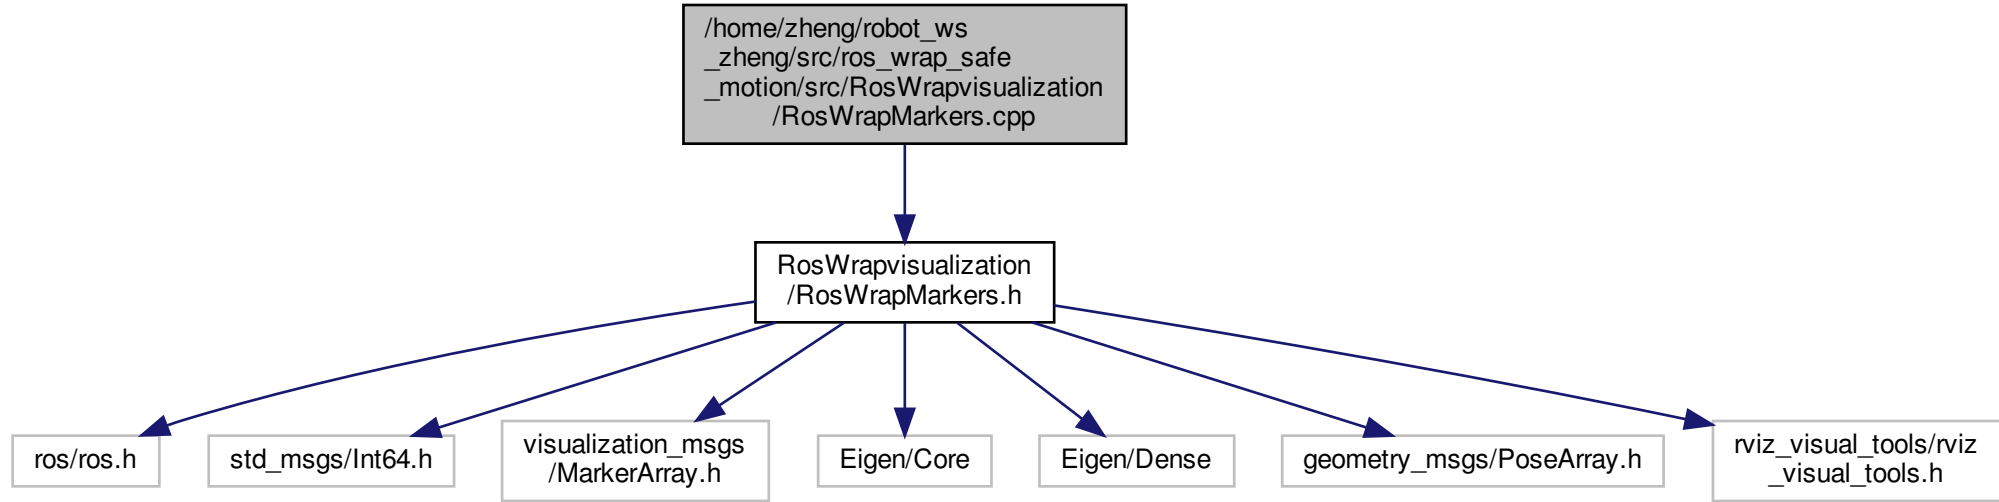 /home/zheng/robot_ws
_zheng/src/ros_wrap_safe
_motion/src/RosWrapvisualization
/RosWrapMarkers.cpp
RosWrapvisualization
/RosWrapMarkers.h
ros/ros.h
std_msgs/Int64.h
visualization_msgs
/MarkerArray.h
Eigen/Core
Eigen/Dense
geometry_msgs/PoseArray.h
rviz_visual_tools/rviz
_visual_tools.h